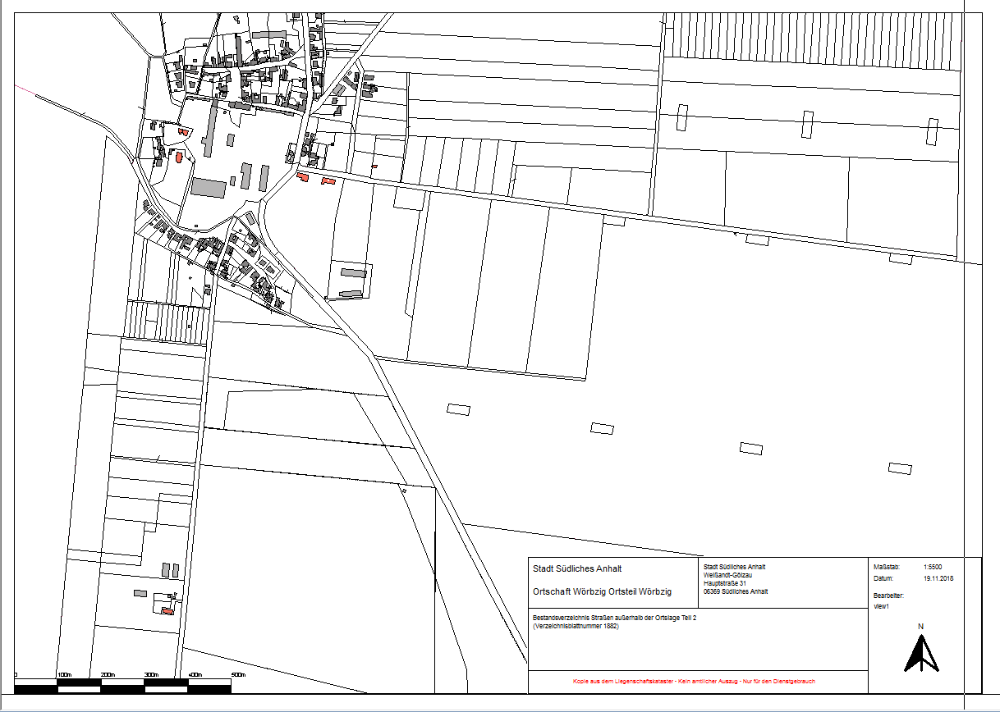 0 100m 200m 300m 400m 500m
Stadt Südliches Anhalt
Ortschaft Wörbzig Ortsteil Wörbzig
Stadt Südliches Anhalt
Weißandt-Gölzau
Hauptstraße 31
06369 Südliches Anhalt
Bestandsverzeichnis Straßen außerhalb der Ortslage Teil 2
(Verzeichnisblattnummer 1882)
Kopie aus dem Liegenschaftskataster - Kein amtlicher Auszug - Nur für den Dienstgebrauch
Maßstab: 1:5500
Datum: 19.11.2018
Bearbeiter:
view1
N